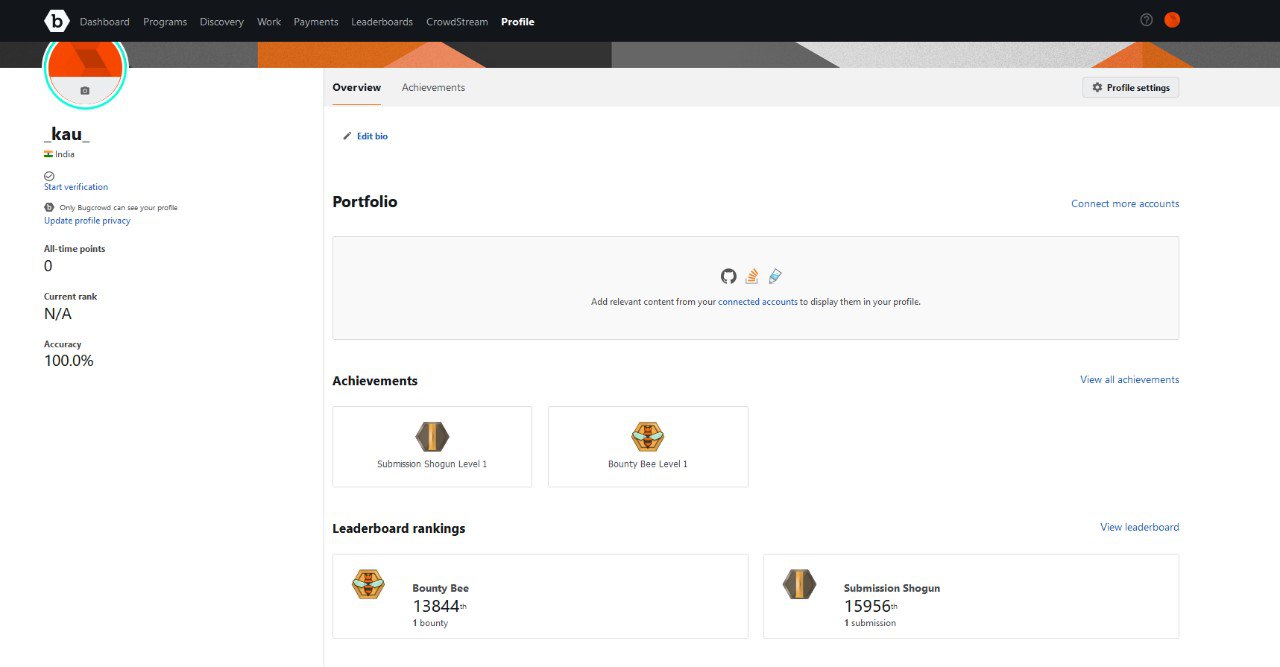 b Dashboard Programs Discovery Work Payments Leaderboards CrowdStream Profile
Overview Achievements Profile settings
Edit bio
_kau_
India
Start verification
Only Bugcrowd can see your profile
Update profile privacy
All-time points
0
Current rank
N/A
Accuracy
100.0%
Portfolio Connect more accounts
Add relevant content from your connected accounts to display them in your profile.
Achievements View all achievements
Submission Shogun Level 1 Bounty Bee Level 1
Leaderboard rankings View leaderboard
Bounty Bee
13844th
1 bounty
Submission Shogun
15956th
1 submission